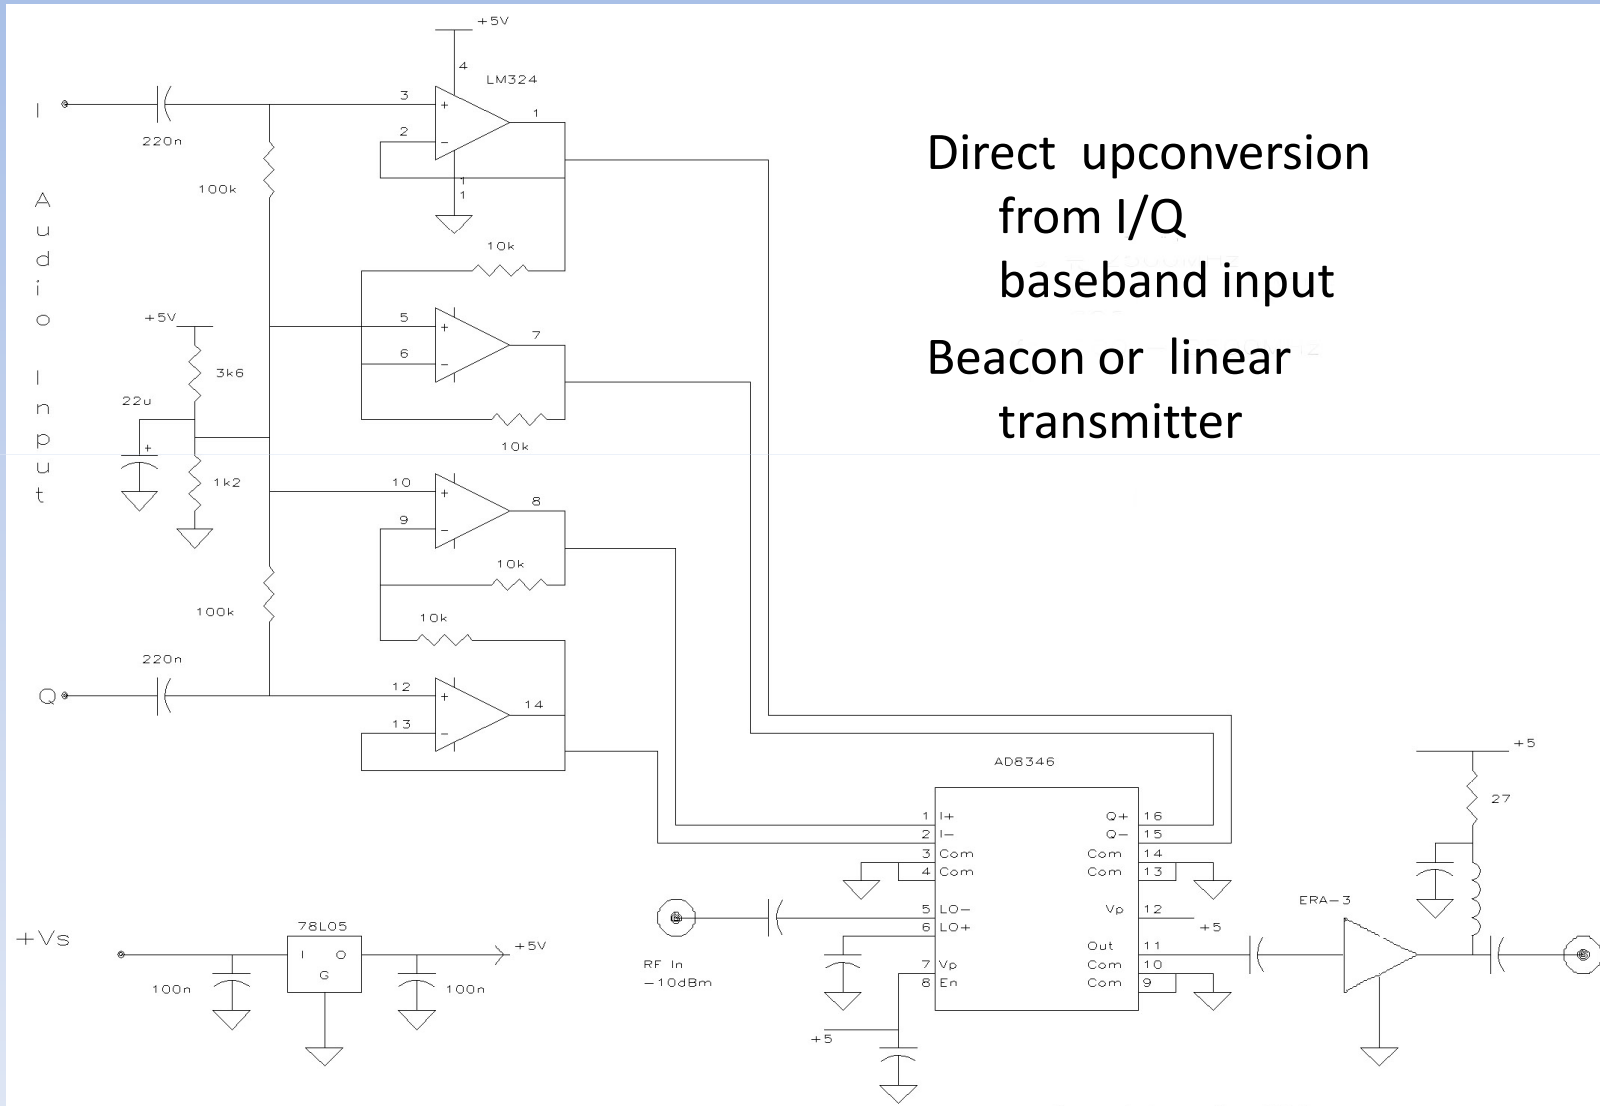 +5V
4
LM324
I
3
+
1
220n
2
-
1
1
100k
Audio Input
10k
+5V
5
+
7
6
-
3k6
22u
+
10k
1k2
10
+
8
9
-
10k
100k
10k
220n
Q
12
+
14
13
-
Direct upconversion
from I/Q
baseband input
Beacon or linear
transmitter
AD8346
1 I+
2 I-
3 Com
4 Com
5 LO-
6 LO+
7 Vp
8 En
Q+ 16
Q- 15
Com 14
Com 13
Vp 12
+5
Out 11
Com 10
Com 9
RF In
-10dBm
+5
ERA-3
+5
27
+Vs
78L05
I O
G
+5V
100n
100n